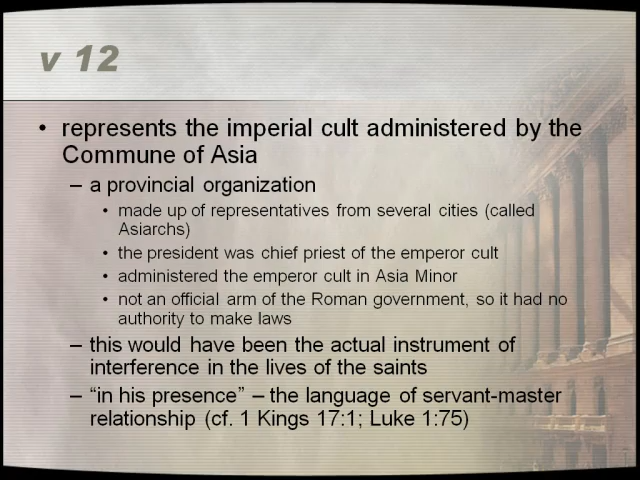 v 12
• represents the imperial cult administered by the
Commune of Asia
– a provincial organization
• made up of representatives from several cities (called
Asiarchs)
• the president was chief priest of the emperor cult
• administered the emperor cult in Asia Minor
• not an official arm of the Roman government, so it had no
authority to make laws
– this would have been the actual instrument of
interference in the lives of the saints
– “in his presence” – the language of servant-master
relationship (cf. 1 Kings 17:1; Luke 1:75)